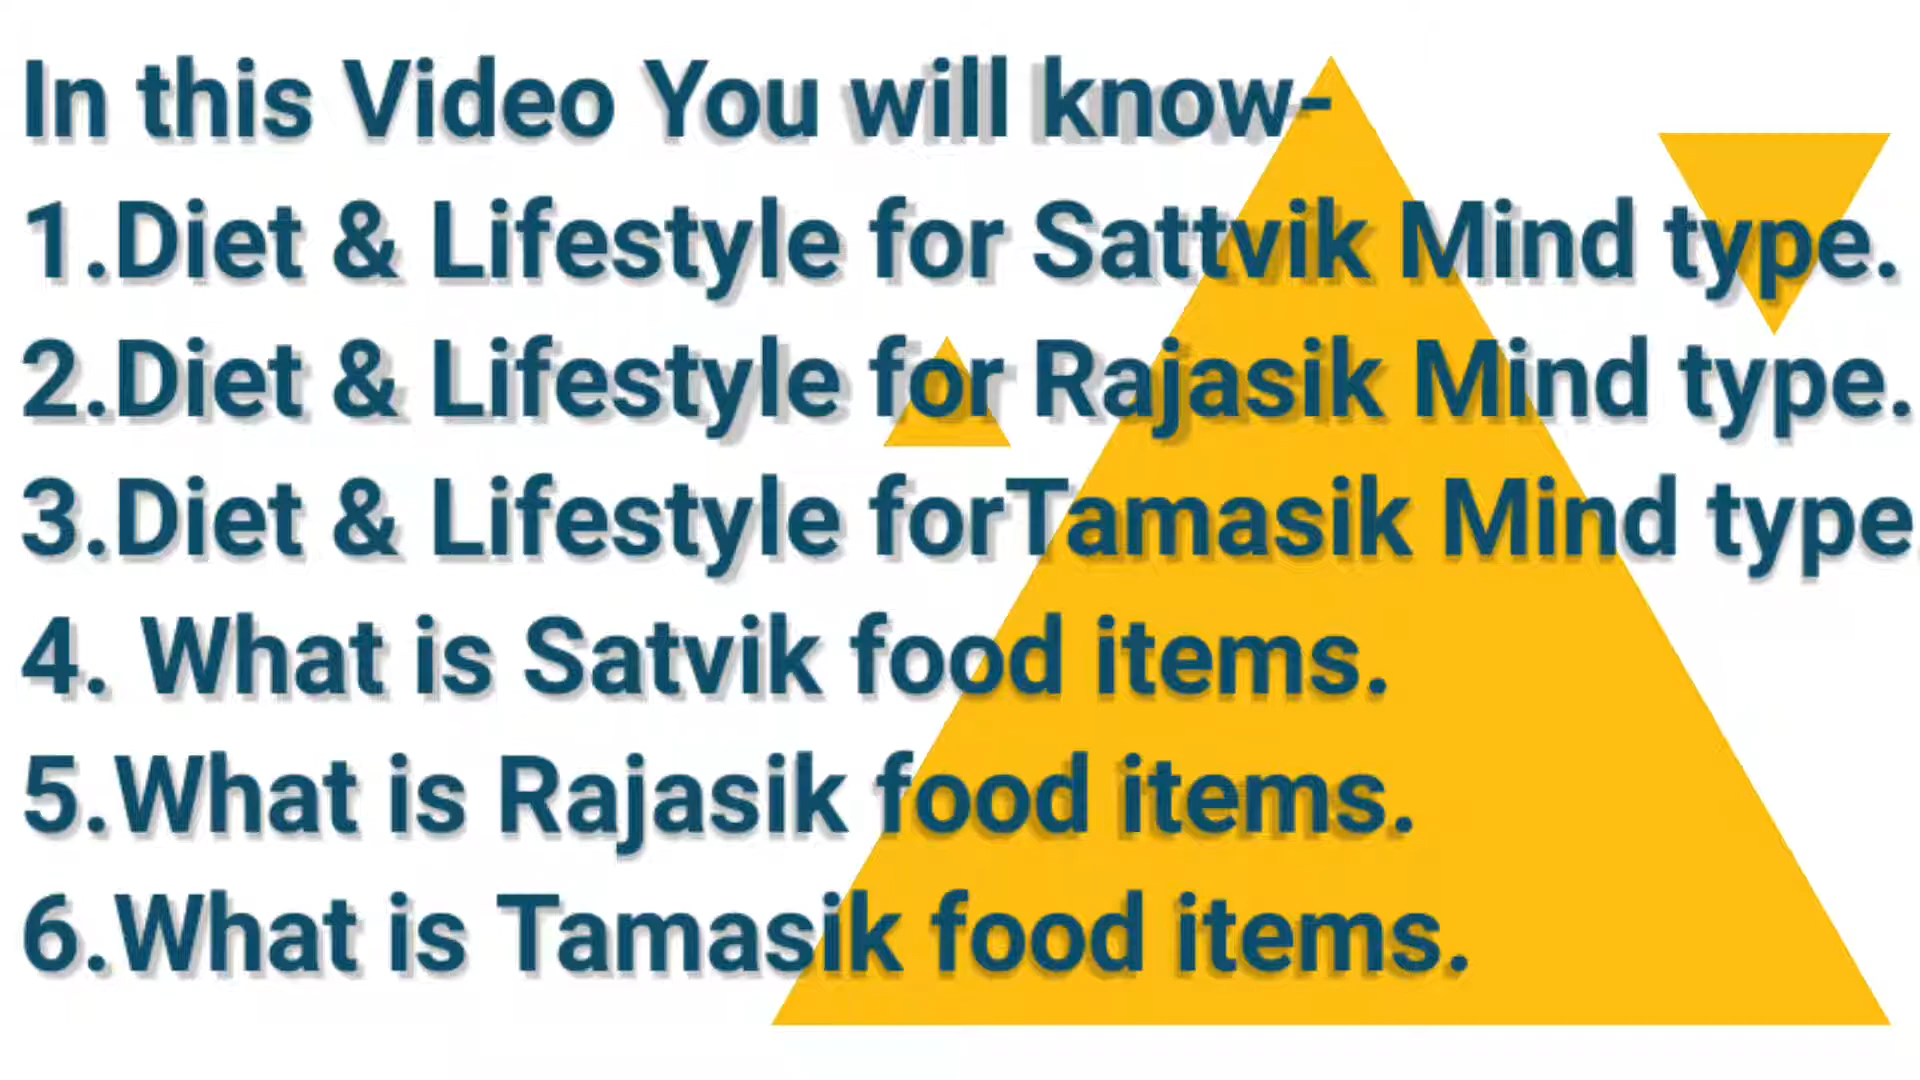 In this Video You will know-
1.Diet & Lifestyle for Sattvik Mind type.
2.Diet & Lifestyle for Rajasik Mind type.
3.Diet & Lifestyle forTamasik Mind type.
4. What is Satvik food items.
5.What is Rajasik food items.
6.What is Tamasik food items.